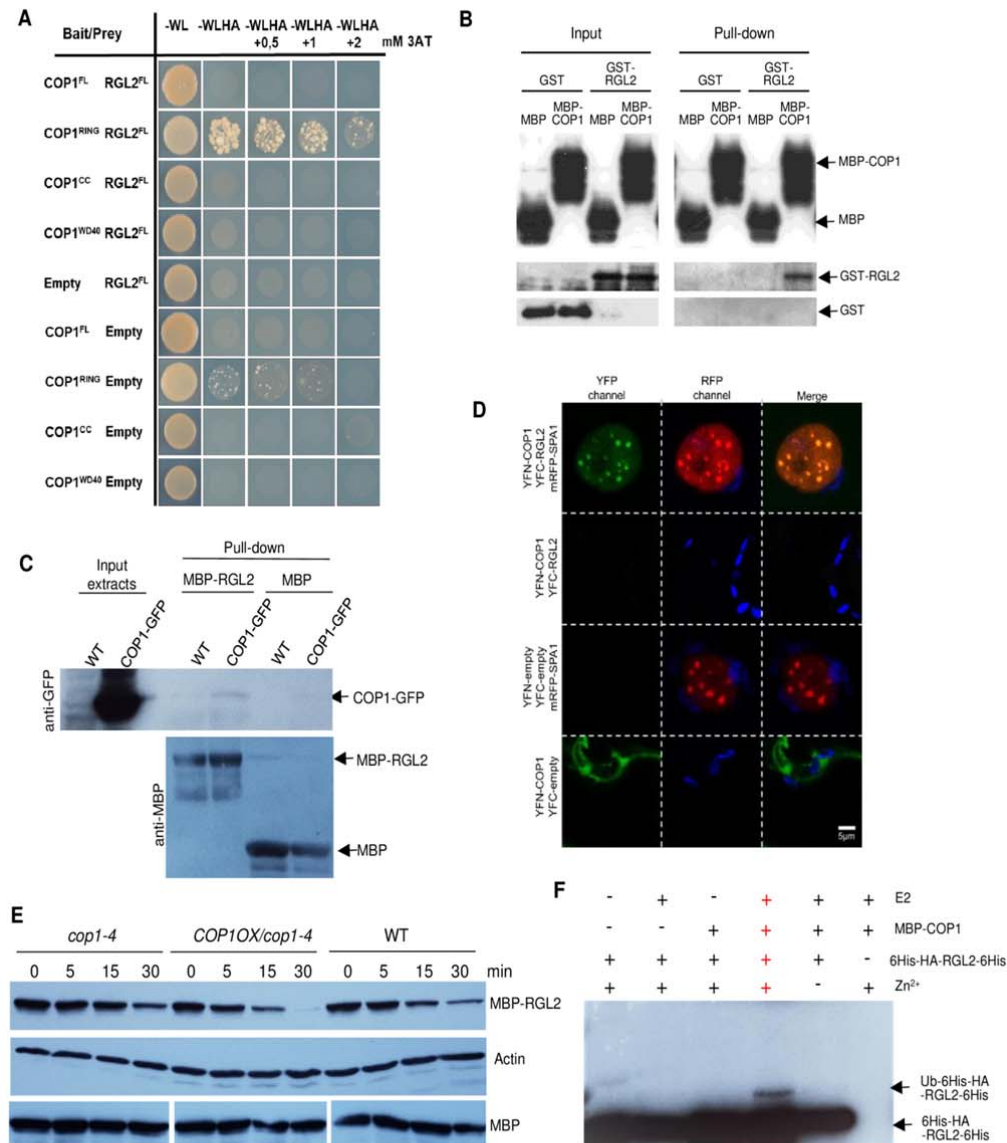 A
Bait/Prey -WL -WLHA -WLHA -WLHA -WLHA
+0,5 +1 +2 mM 3AT
COP1FL RGL2FL
COP1RING RGL2FL
COP1CC RGL2FL
COP1WD40 RGL2FL
Empty RGL2FL
COP1FL Empty
COP1RING Empty
COP1CC Empty
COP1WD40 Empty
B
Input Pull-down
GST GST-RGL2 GST GST-RGL2
MBP MBP-COP1 MBP MBP-COP1 MBP MBP-COP1 MBP MBP-COP1
MBP-COP1
MBP
GST-RGL2
GST
C
Pull-down
Input extracts MBP-RGL2 MBP
WT COP1-GFP WT COP1-GFP WT COP1-GFP
anti-GFP
COP1-GFP
anti-MBP
MBP-RGL2
MBP
D
YFP channel RFP channel Merge
YFN-COP1
YFC-RGL2
mRFP-SPA1
YFN-COP1
YFC-RGL2
YFN-empty
YFC-empty
mRFP-SPA1
YFN-COP1
YFC-empty
5µm
E
cop1-4 COP1OX/cop1-4 WT
0 5 15 30 0 5 15 30 0 5 15 30 min
MBP-RGL2
Actin
MBP
F
- + - + + + E2
- - + + + + MBP-COP1
+ + + + + - 6His-HA-RGL2-6His
+ + + + - + Zn2+
Ub-6His-HA
-RGL2-6His
6His-HA
-RGL2-6His